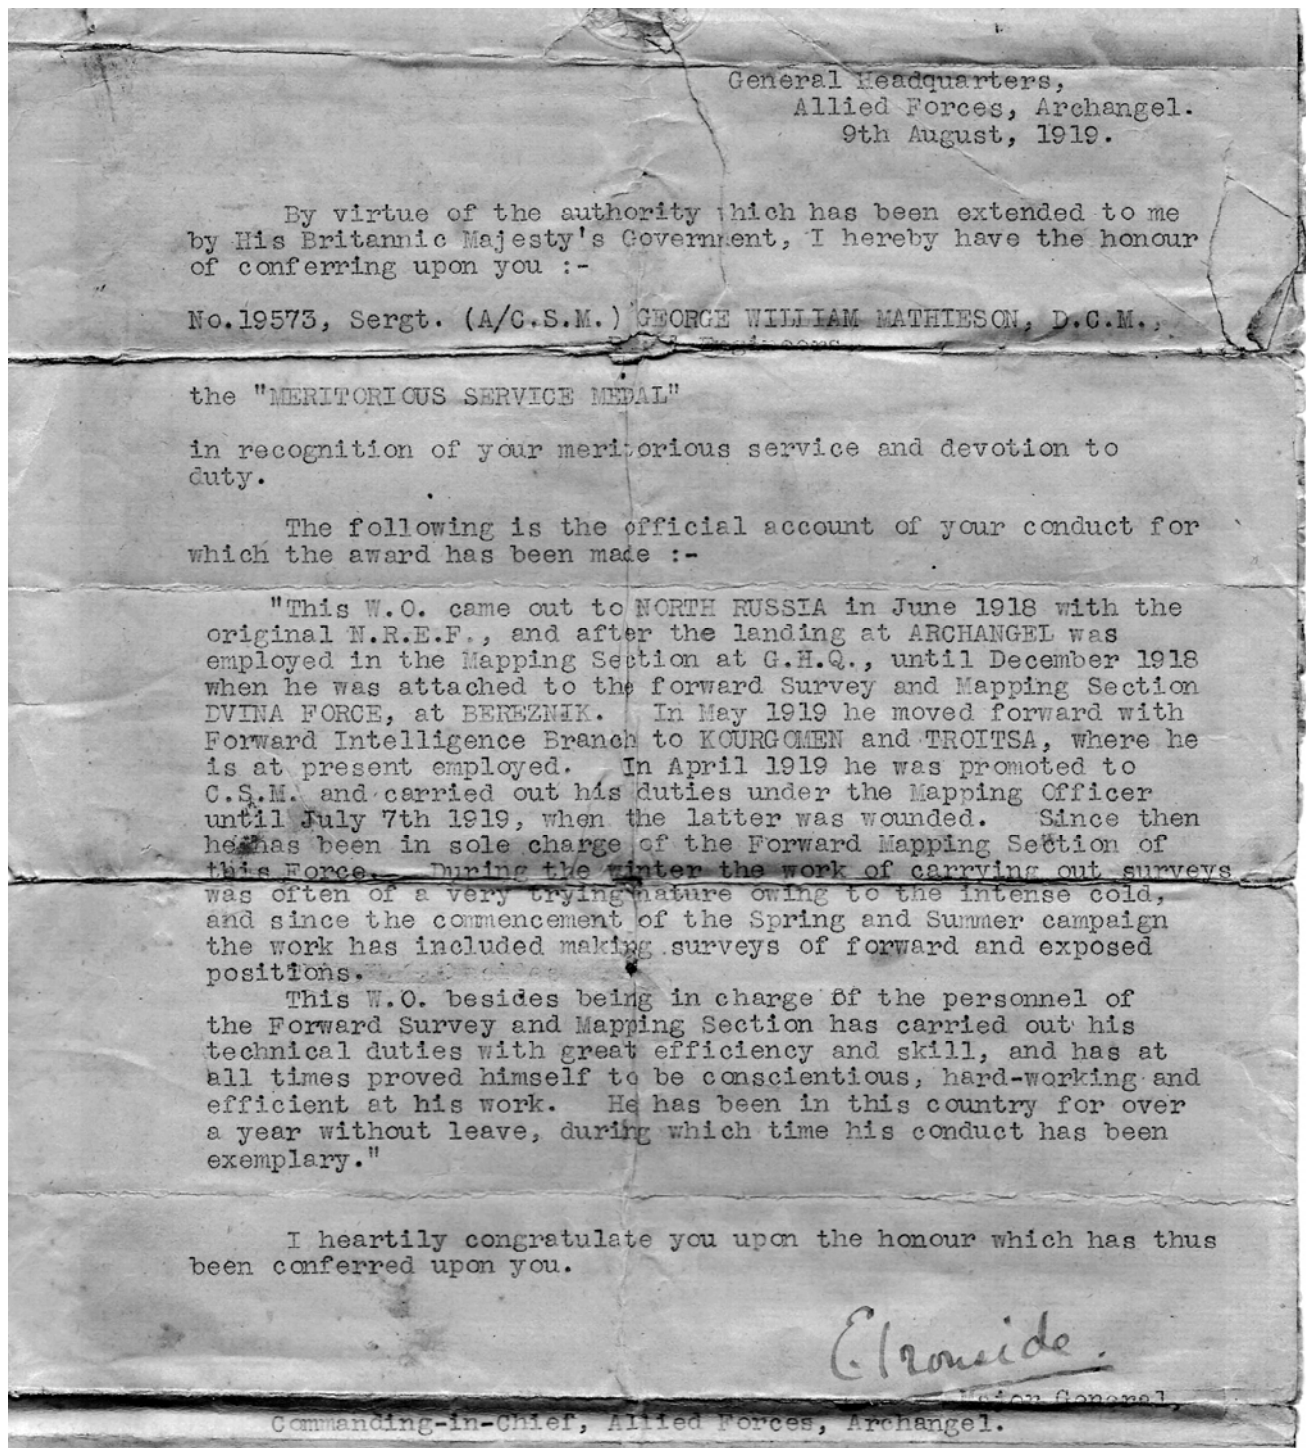 General Headquarters,
Allied Forces, Archangel.
9th August, 1919.
By virtue of the authority which has been extended to me
by His Britannic Majesty's Government, I hereby have the honour
of conferring upon you :-
No.19573, Sergt. (A/C.S.M.) GEORGE WILLIAM MATHIESON, D.C.M.,
Engineers
the "MERITORIOUS SERVICE MEDAL"
in recognition of your meritorious service and devotion to
duty.
The following is the official account of your conduct for
which the award has been made :-
"This W.O. came out to NORTH RUSSIA in June 1918 with the
original N.R.E.F., and after the landing at ARCHANGEL was
employed in the Mapping Section at G.H.Q., until December 1918
when he was attached to the forward Survey and Mapping Section
DVINA FORCE, at BEREZNIK. In May 1919 he moved forward with
Forward Intelligence Branch to KOURGOMEN and TROITSA, where he
is at present employed. In April 1919 he was promoted to
C.S.M. and carried out his duties under the Mapping Officer
until July 7th 1919, when the latter was wounded. Since then
he has been in sole charge of the Forward Mapping Section of
this Force. During the winter the work of carrying out surveys
was often of a very trying nature owing to the intense cold,
and since the commencement of the Spring and Summer campaign
the work has included making surveys of forward and exposed
positions.
This W.O. besides being in charge of the personnel of
the Forward Survey and Mapping Section has carried out his
technical duties with great efficiency and skill, and has at
all times proved himself to be conscientious, hard-working and
efficient at his work. He has been in this country for over
a year without leave, during which time his conduct has been
exemplary."
I heartily congratulate you upon the honour which has thus
been conferred upon you.
E. Ironside.
Major General,
Commanding-in-Chief, Allied Forces, Archangel.